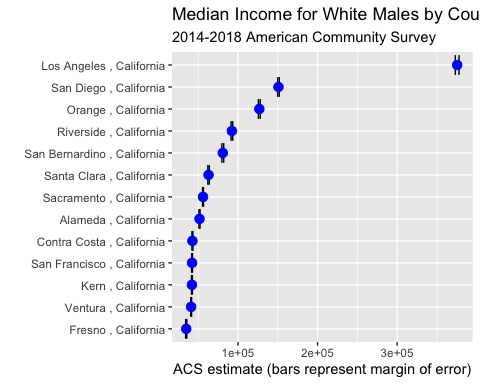 Median Income for White Males by Cou
2014-2018 American Community Survey
Los Angeles , California
San Diego , California
Orange , California
Riverside , California
San Bernardino , California
Santa Clara , California
Sacramento , California
Alameda , California
Contra Costa , California
San Francisco , California
Kern , California
Ventura , California
Fresno , California
1e+05 2e+05 3e+05
ACS estimate (bars represent margin of error)